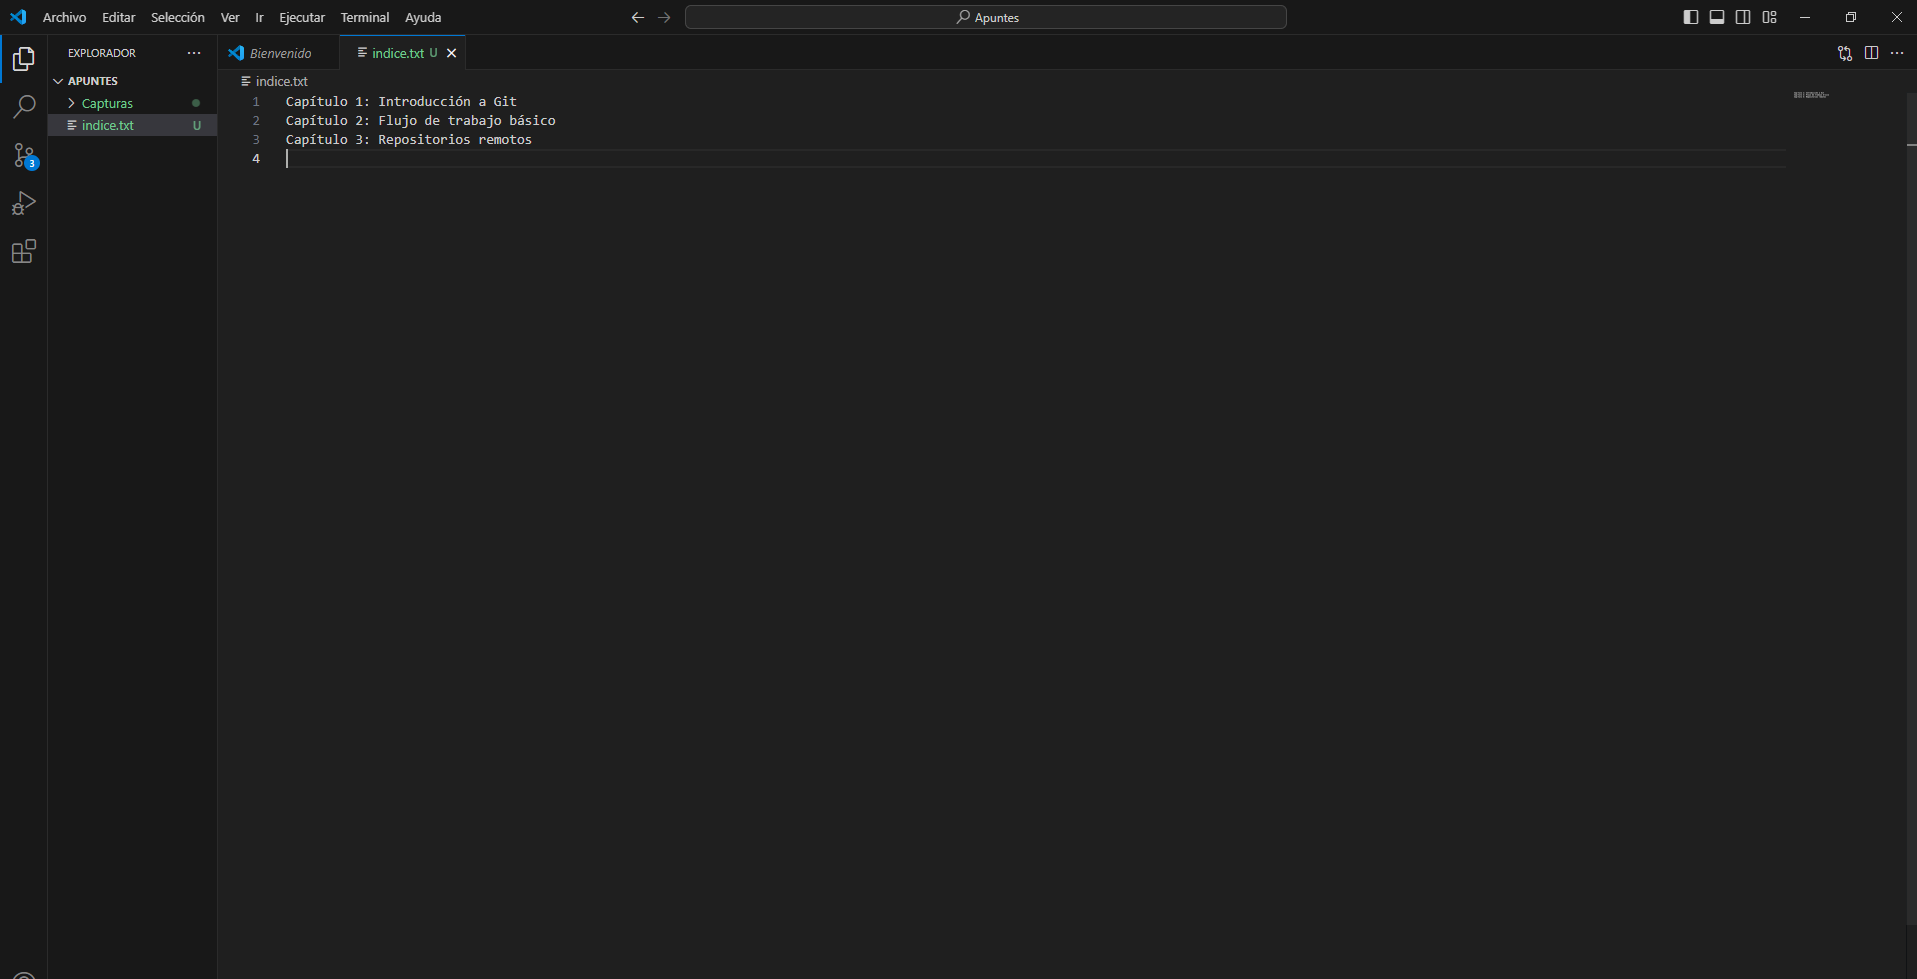 Archivo Editar Selección Ver Ir Ejecutar Terminal Ayuda
Apuntes
EXPLORADOR
APUNTES
Capturas
indice.txt U
3
Bienvenido
indice.txt U
indice.txt
1 Capítulo 1: Introducción a Git
2 Capítulo 2: Flujo de trabajo básico
3 Capítulo 3: Repositorios remotos
4